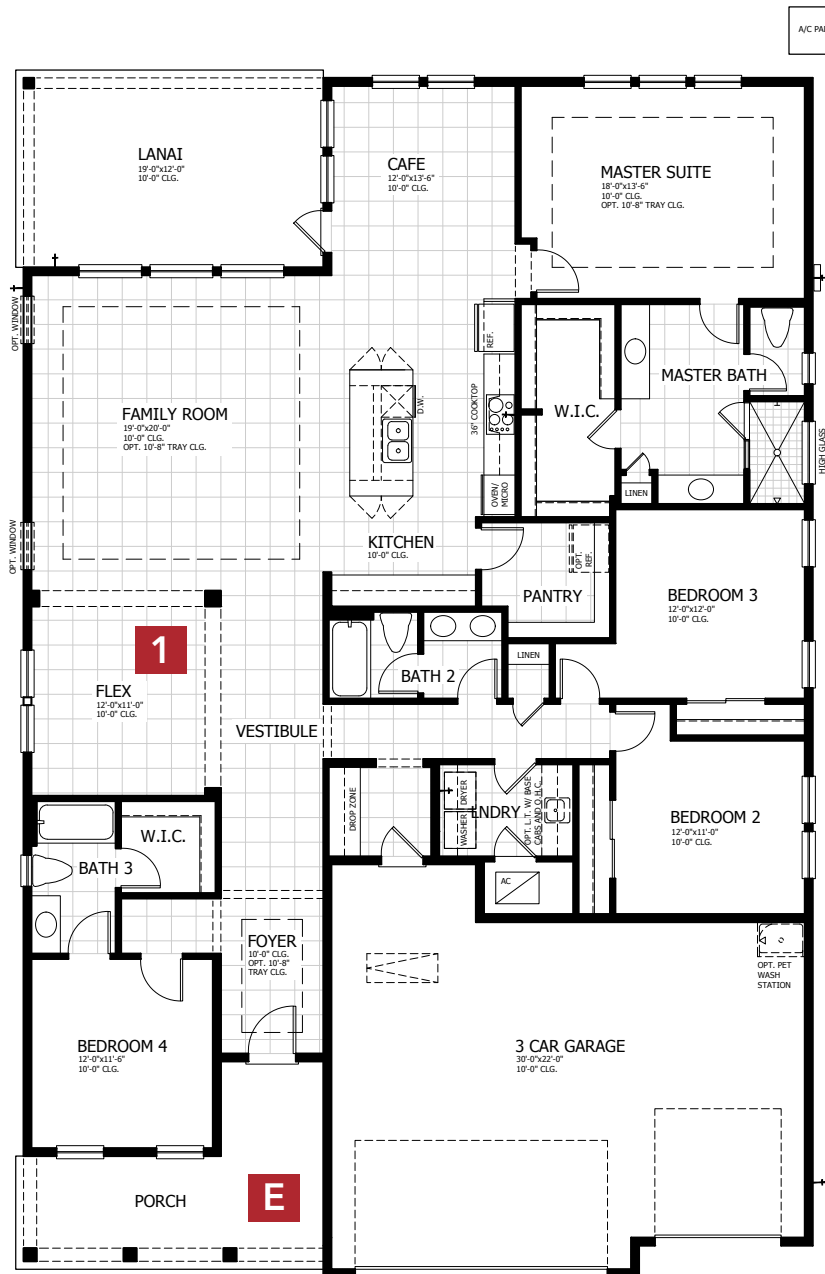 A/C PA
LANAI
19'-0"x12'-0"
10'-0" CLG.
CAFE
12'-0"x13'-6"
10'-0" CLG.
MASTER SUITE
18'-0"x13'-6"
10'-0" CLG.
OPT. 10'-8" TRAY CLG.
OPT. WINDOW
FAMILY ROOM
19'-0"x20'-0"
10'-0" CLG.
OPT. 10'-8" TRAY CLG.
REF.
D.W.
36" COOKTOP
OVEN/
MICRO
W.I.C.
MASTER BATH
LINEN
HIGH GLASS
OPT. WINDOW
KITCHEN
10'-0" CLG.
OPT.
REF.
PANTRY
BEDROOM 3
12'-0"x12'-0"
10'-0" CLG.
1
FLEX
12'-0"x11'-0"
10'-0" CLG.
BATH 2
LINEN
VESTIBULE
DROP ZONE
WASHER
DRYER
LNDRY
OPT. L.T. W/ BASE
CABS AND O.H.C.
BEDROOM 2
12'-0"x11'-0"
10'-0" CLG.
W.I.C.
BATH 3
AC
FOYER
10'-0" CLG.
OPT. 10'-8"
TRAY CLG.
OPT. PET
WASH
STATION
BEDROOM 4
12'-0"x11'-6"
10'-0" CLG.
3 CAR GARAGE
30'-0"x22'-0"
10'-0" CLG.
PORCH
E